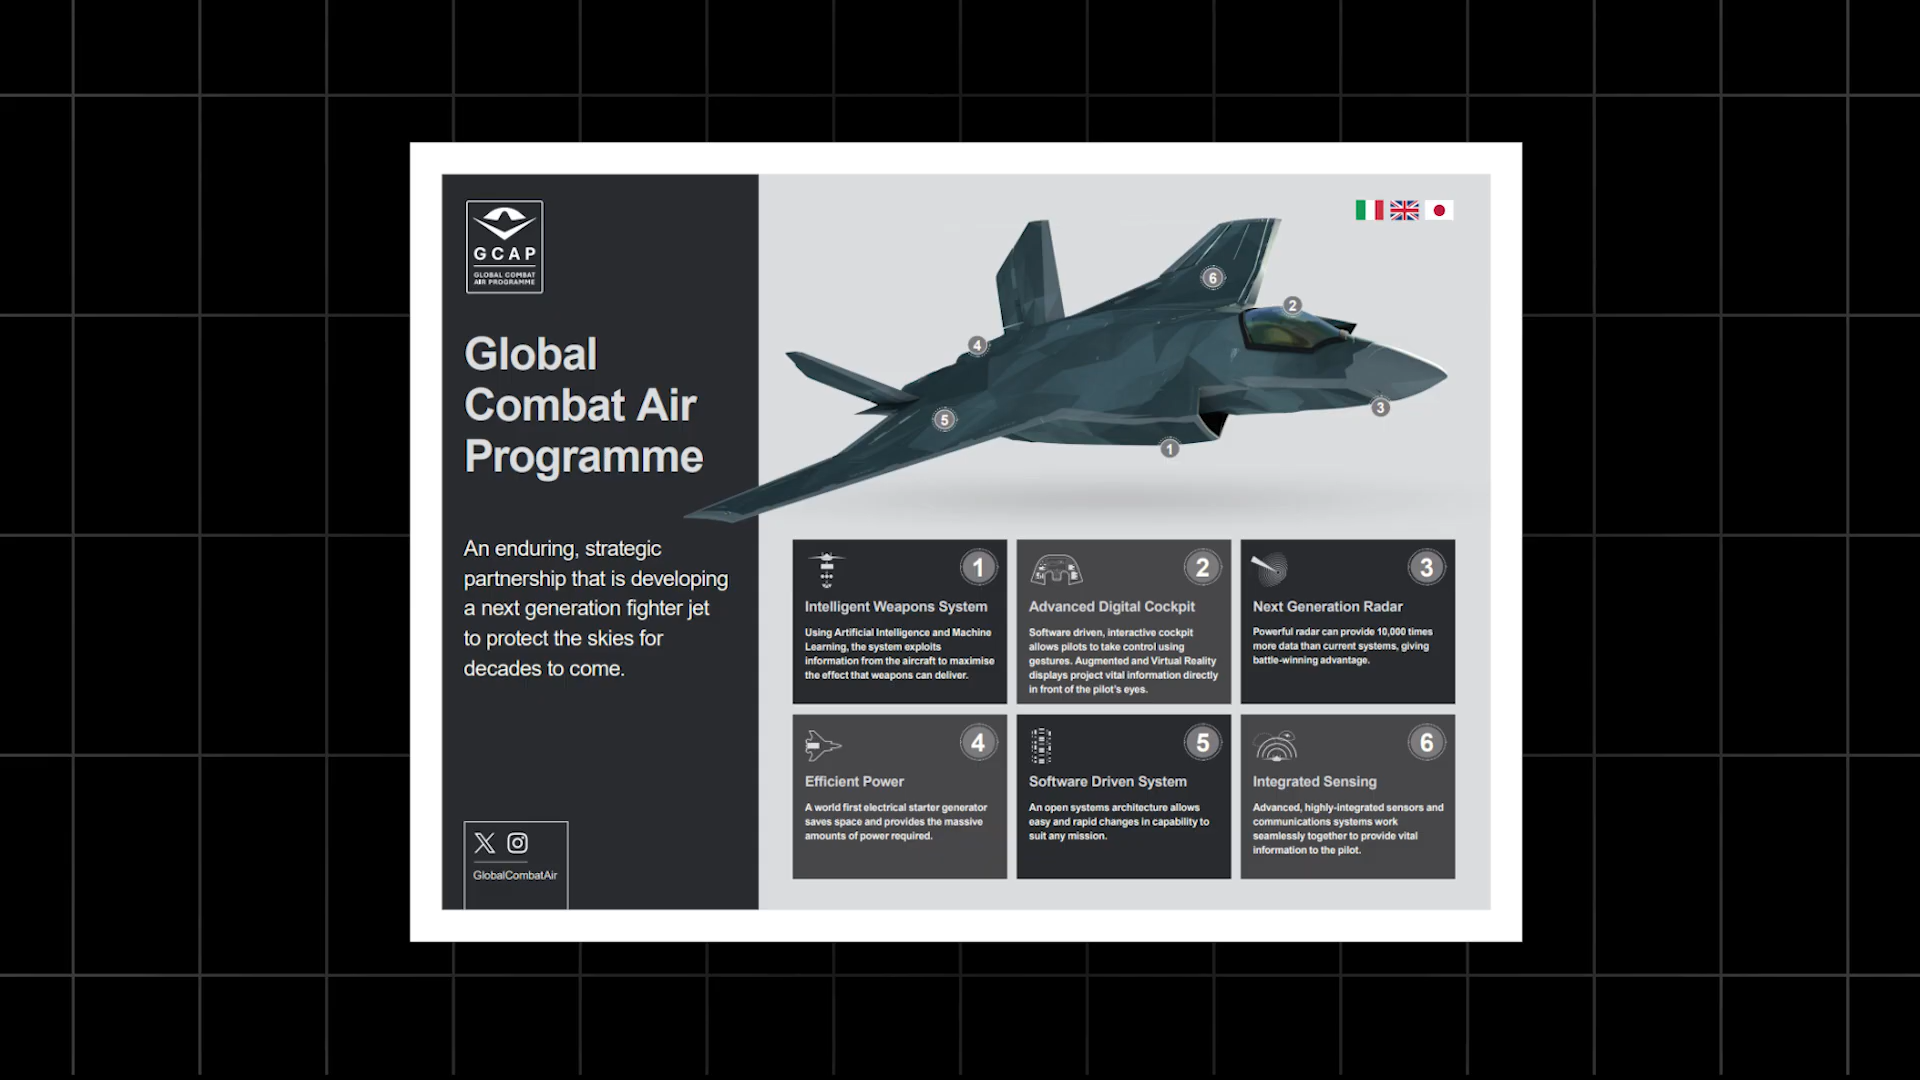 GCAP
GLOBAL COMBAT
AIR PROGRAMME
Global
Combat Air
Programme
An enduring, strategic
partnership that is developing
a next generation fighter jet
to protect the skies for
decades to come.
GlobalCombatAir
6
2
4
3
5
1
1
Intelligent Weapons System
Using Artificial Intelligence and Machine
Learning, the system exploits
information from the aircraft to maximise
the effect that weapons can deliver.
2
Advanced Digital Cockpit
Software driven, interactive cockpit
allows pilots to take control using
gestures. Augmented and Virtual Reality
displays project vital information directly
in front of the pilot's eyes.
3
Next Generation Radar
Powerful radar can provide 10,000 times
more data than current systems, giving
battle-winning advantage.
4
Efficient Power
A world first electrical starter generator
saves space and provides the massive
amounts of power required.
5
Software Driven System
An open systems architecture allows
easy and rapid changes in capability to
suit any mission.
6
Integrated Sensing
Advanced, highly-integrated sensors and
communications systems work
seamlessly together to provide vital
information to the pilot.